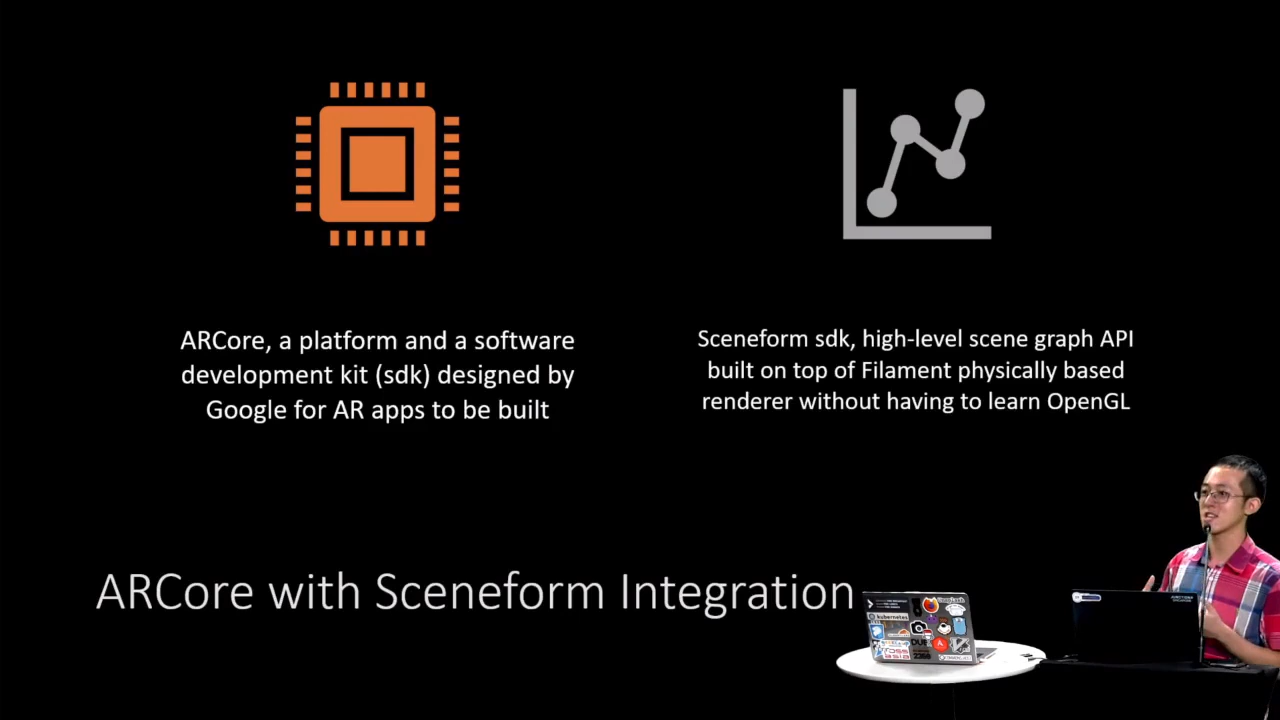 ARCore, a platform and a software
development kit (sdk) designed by
Google for AR apps to be built
Sceneform sdk, high-level scene graph API
built on top of Filament physically based
renderer without having to learn OpenGL
ARCore with Sceneform Integration
kubernetes